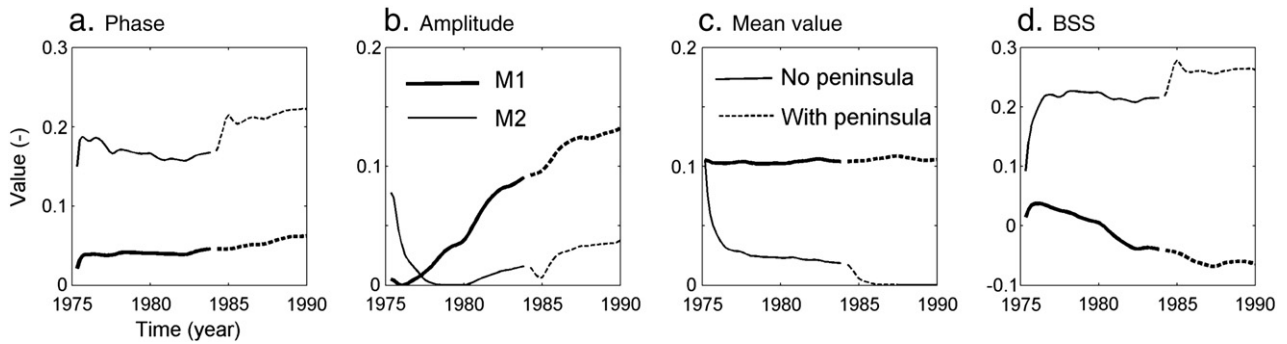 a. Phase
b. Amplitude
c. Mean value
d. BSS
0.3
0.2
0.1
0
Value (-)
1975 1980 1985 1990
Time (year)
0.2
0.1
0
M1
M2
1975 1980 1985 1990
0.2
0.1
0
No peninsula
With peninsula
1975 1980 1985 1990
0.3
0.2
0.1
0
-0.1
1975 1980 1985 1990